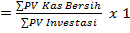 = ∑PV Kas Bersih / ∑PV Investasi x 1